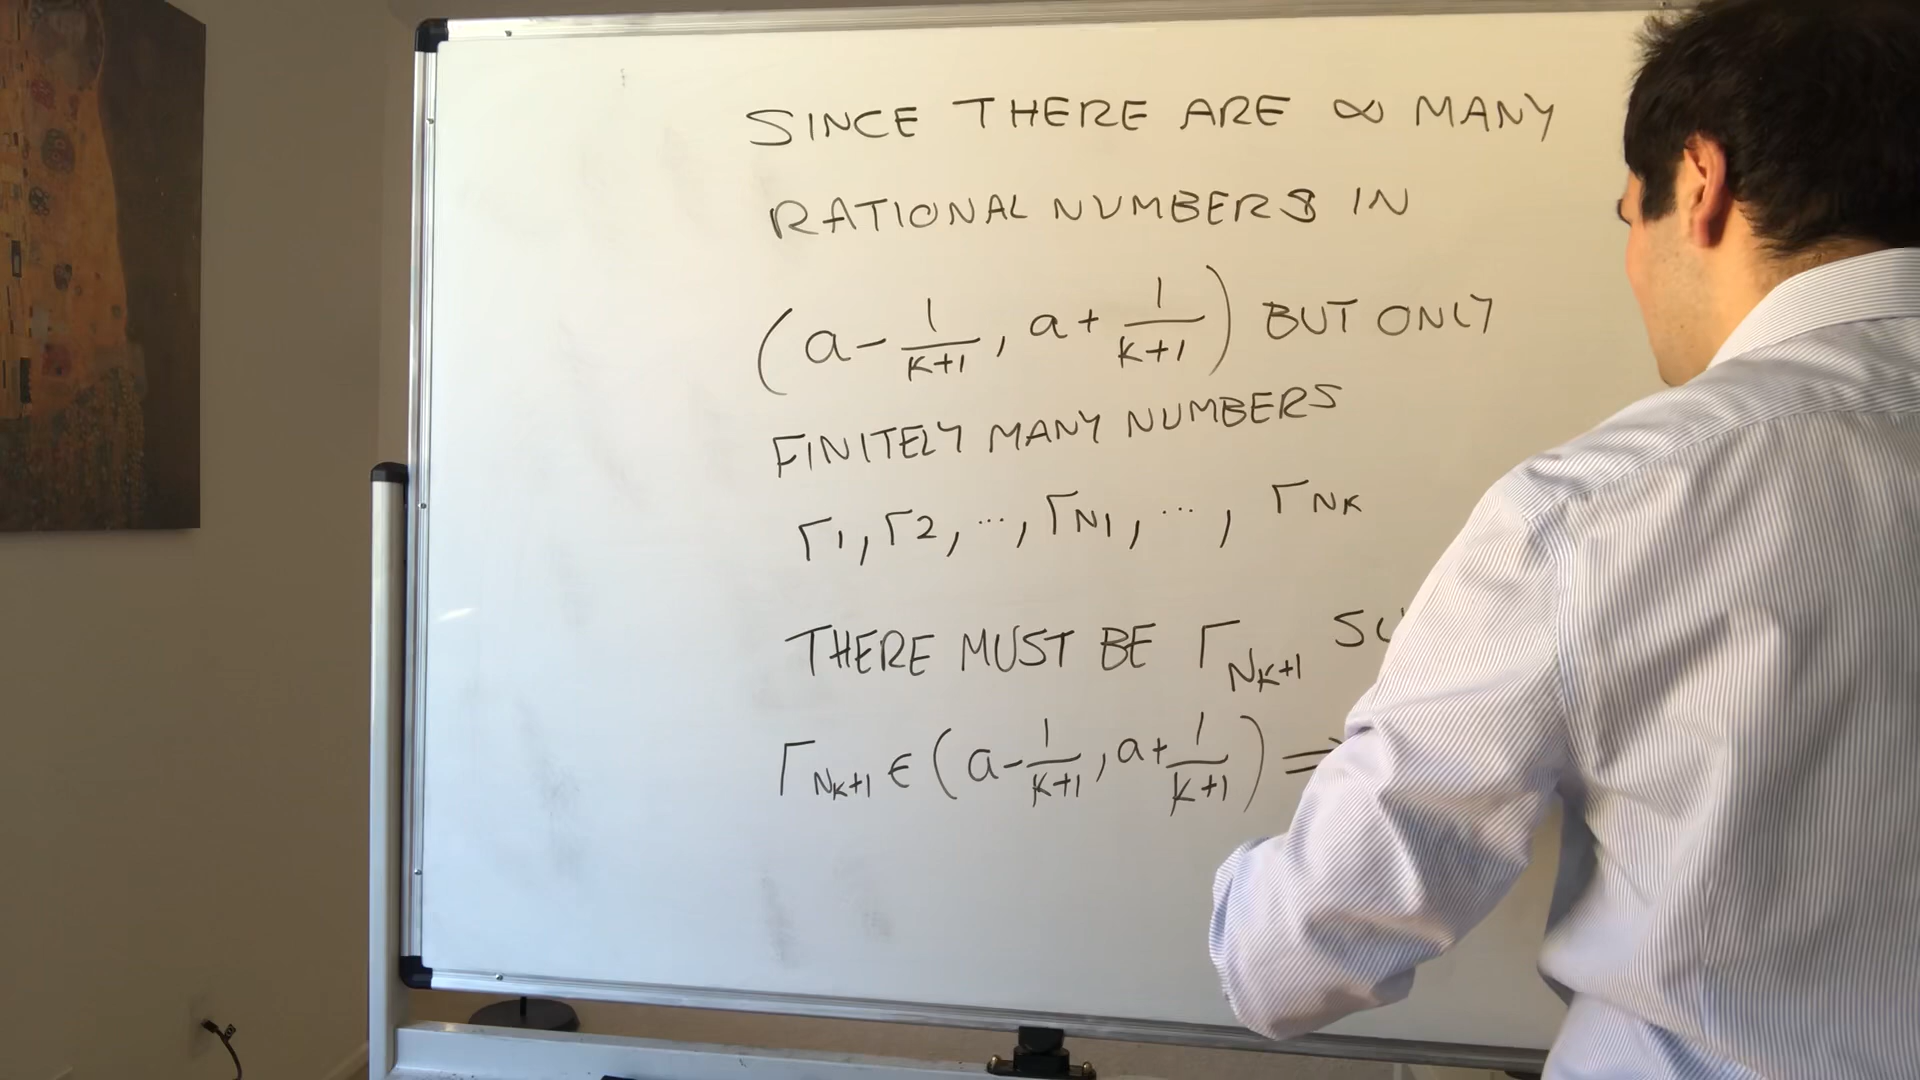 SINCE THERE ARE ∞ MANY
RATIONAL NUMBERS IN
(a - 1/(k+1), a + 1/(k+1)) BUT ONLY
FINITELY MANY NUMBERS
r1, r2, ..., rN1, ..., rNk
THERE MUST BE rNk+1
rNk+1 ∈ (a - 1/(k+1), a + 1/(k+1)) ⇒